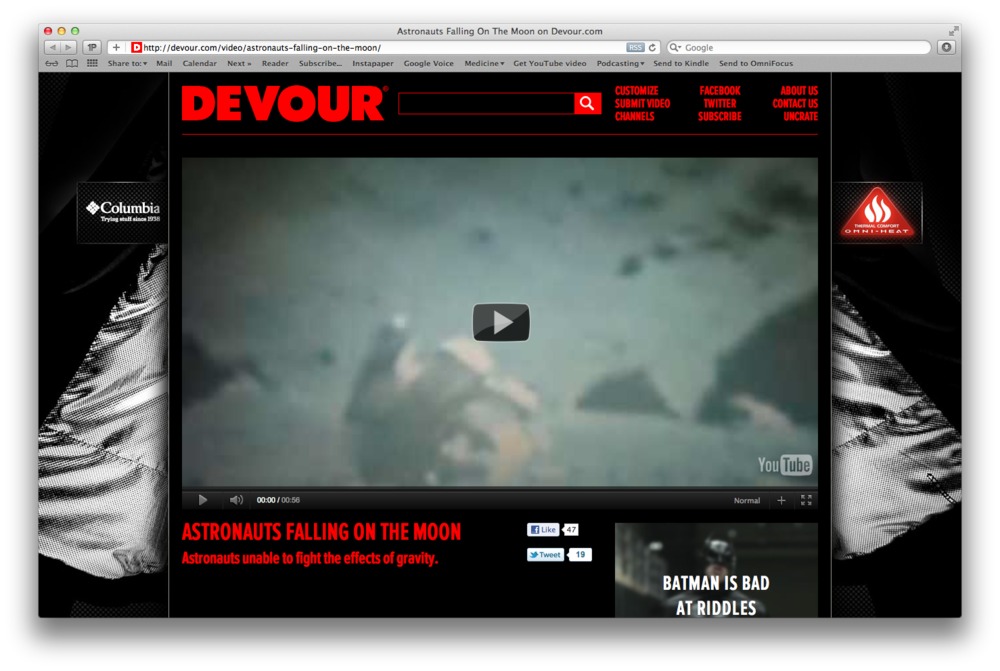 Astronauts Falling On The Moon on Devour.com
1P
+
D http://devour.com/video/astronauts-falling-on-the-moon/
RSS
Google
Share to:
Mail
Calendar
Next »
Reader
Subscribe...
Instapaper
Google Voice
Medicine
Get YouTube video
Podcasting
Send to Kindle
Send to OmniFocus
DEVOUR
CUSTOMIZE
SUBMIT VIDEO
CHANNELS
FACEBOOK
TWITTER
SUBSCRIBE
ABOUT US
CONTACT US
UNCRATE
Columbia
Trying stuff since 1938
THERMAL COMFORT
OMNI-HEAT
YouTube
00:00 / 00:56
Normal
ASTRONAUTS FALLING ON THE MOON
Astronauts unable to fight the effects of gravity.
Like 47
Tweet 19
BATMAN IS BAD
AT RIDDLES